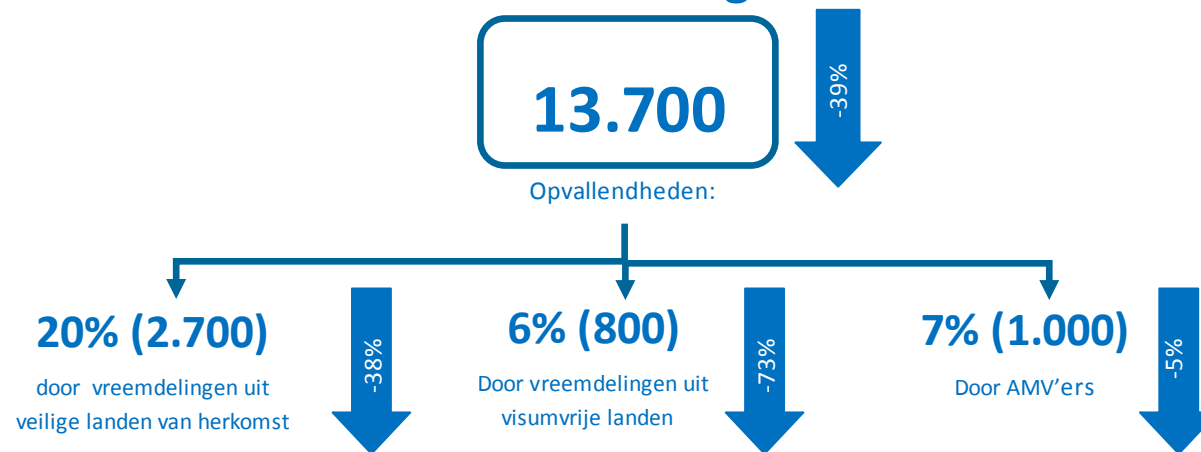 13.700
-39%
Opvallendheden:
20% (2.700)
door vreemdelingen uit
veilige landen van herkomst
-38%
6% (800)
Door vreemdelingen uit
visumvrije landen
-73%
7% (1.000)
Door AMV'ers
-5%